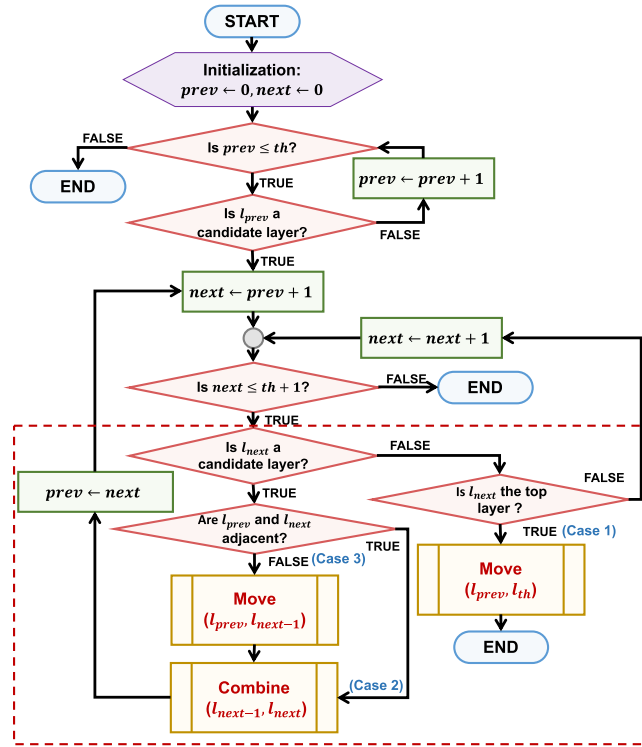 START
Initialization:
prev ← 0, next ← 0
FALSE
Is prev ≤ th?
END
TRUE
prev ← prev + 1
Is l_prev a
candidate layer?
FALSE
TRUE
next ← prev + 1
next ← next + 1
Is next ≤ th + 1?
FALSE
END
TRUE
Is l_next a
candidate layer?
FALSE
FALSE
prev ← next
TRUE
Is l_next the top
layer ?
Are l_prev and l_next
adjacent?
TRUE
TRUE (Case 1)
FALSE (Case 3)
Move
(l_prev, l_th)
Move
(l_prev, l_next−1)
END
Combine
(l_next−1, l_next)
(Case 2)